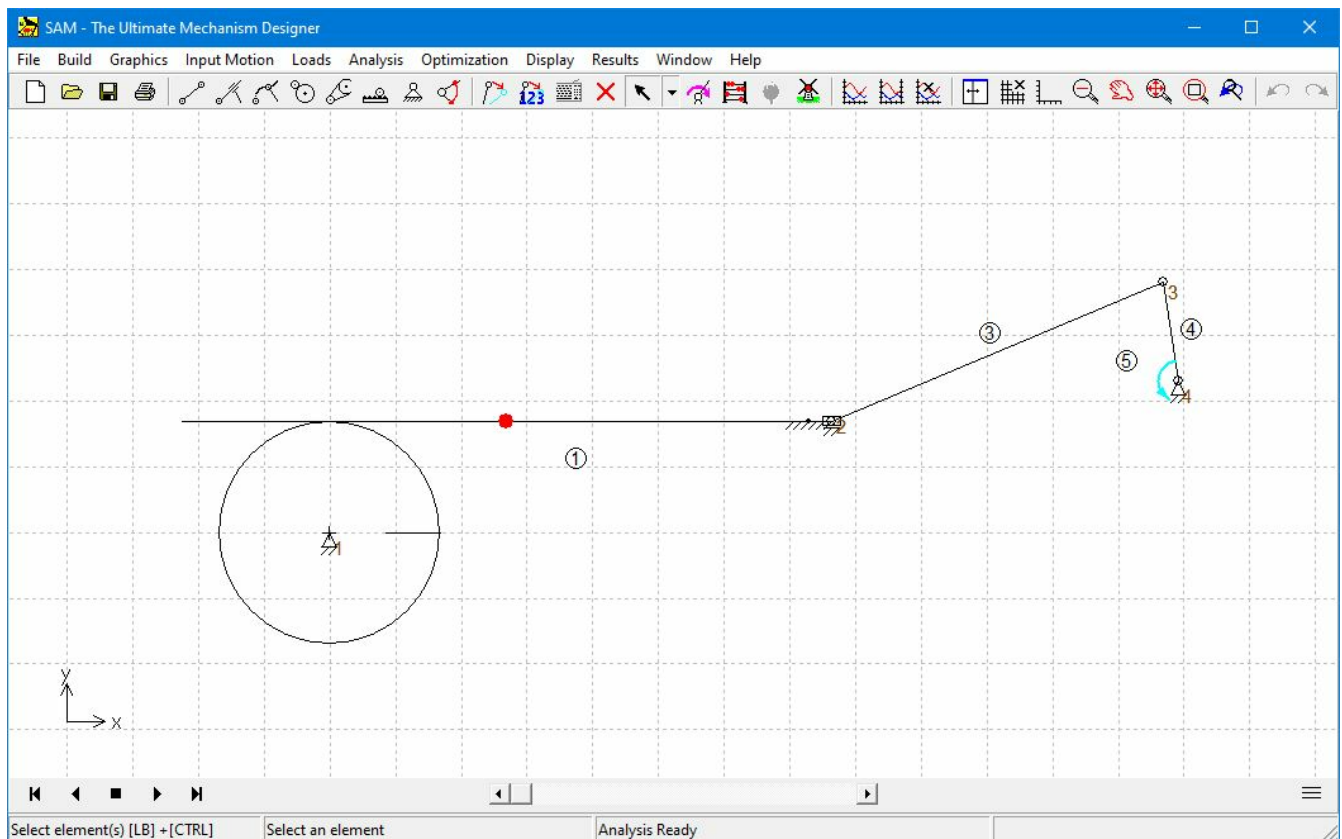 SAM - The Ultimate Mechanism Designer
File Build Graphics Input Motion Loads Analysis Optimization Display Results Window Help
123
3
3
4
5
4
2
1
1
y
x
Select element(s) [LB] +[CTRL] Select an element Analysis Ready